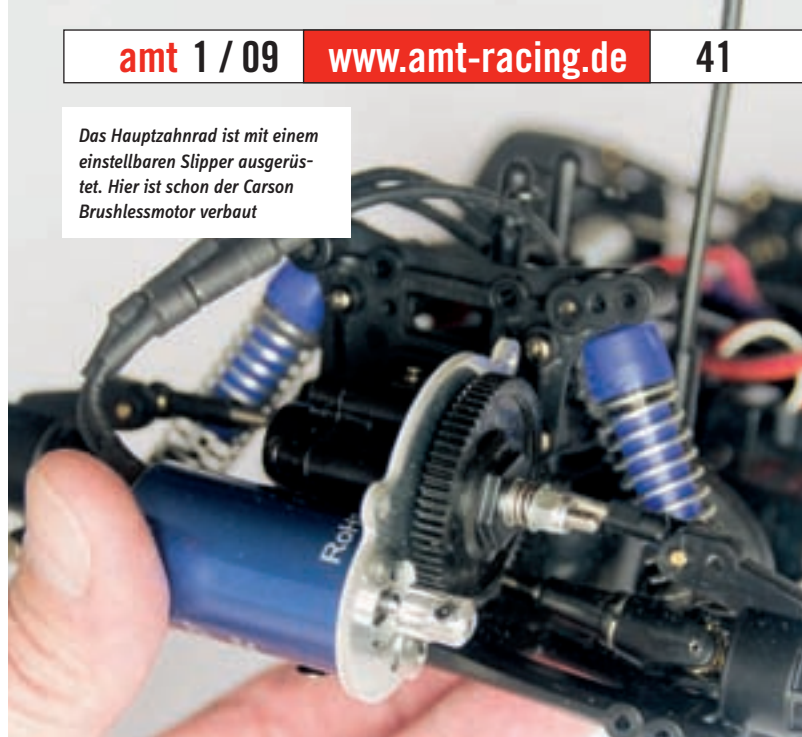 amt 1 / 09 www.amt-racing.de 41
Das Hauptzahnrad ist mit einem
einstellbaren Slipper ausgerüs-
tet. Hier ist schon der Carson
Brushlessmotor verbaut